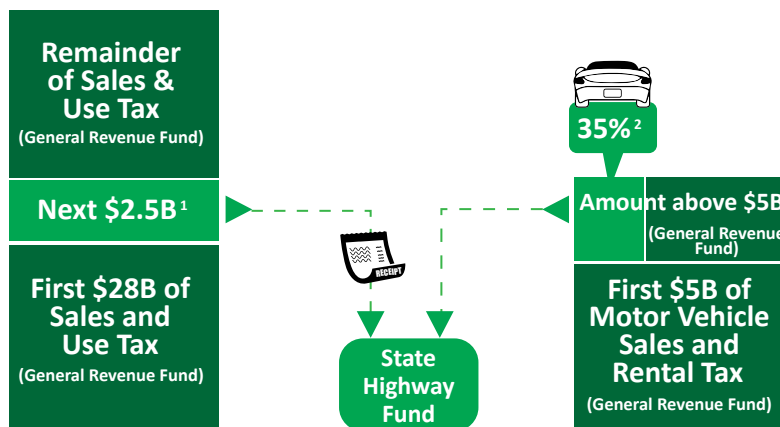 Remainder
of Sales &
Use Tax
(General Revenue Fund)
Next $2.5B 1
First $28B of
Sales and
Use Tax
(General Revenue Fund)
RECEIPT
State
Highway
Fund
35% 2
Amount above $5B
(General Revenue
Fund)
First $5B of
Motor Vehicle
Sales and
Rental Tax
(General Revenue Fund)